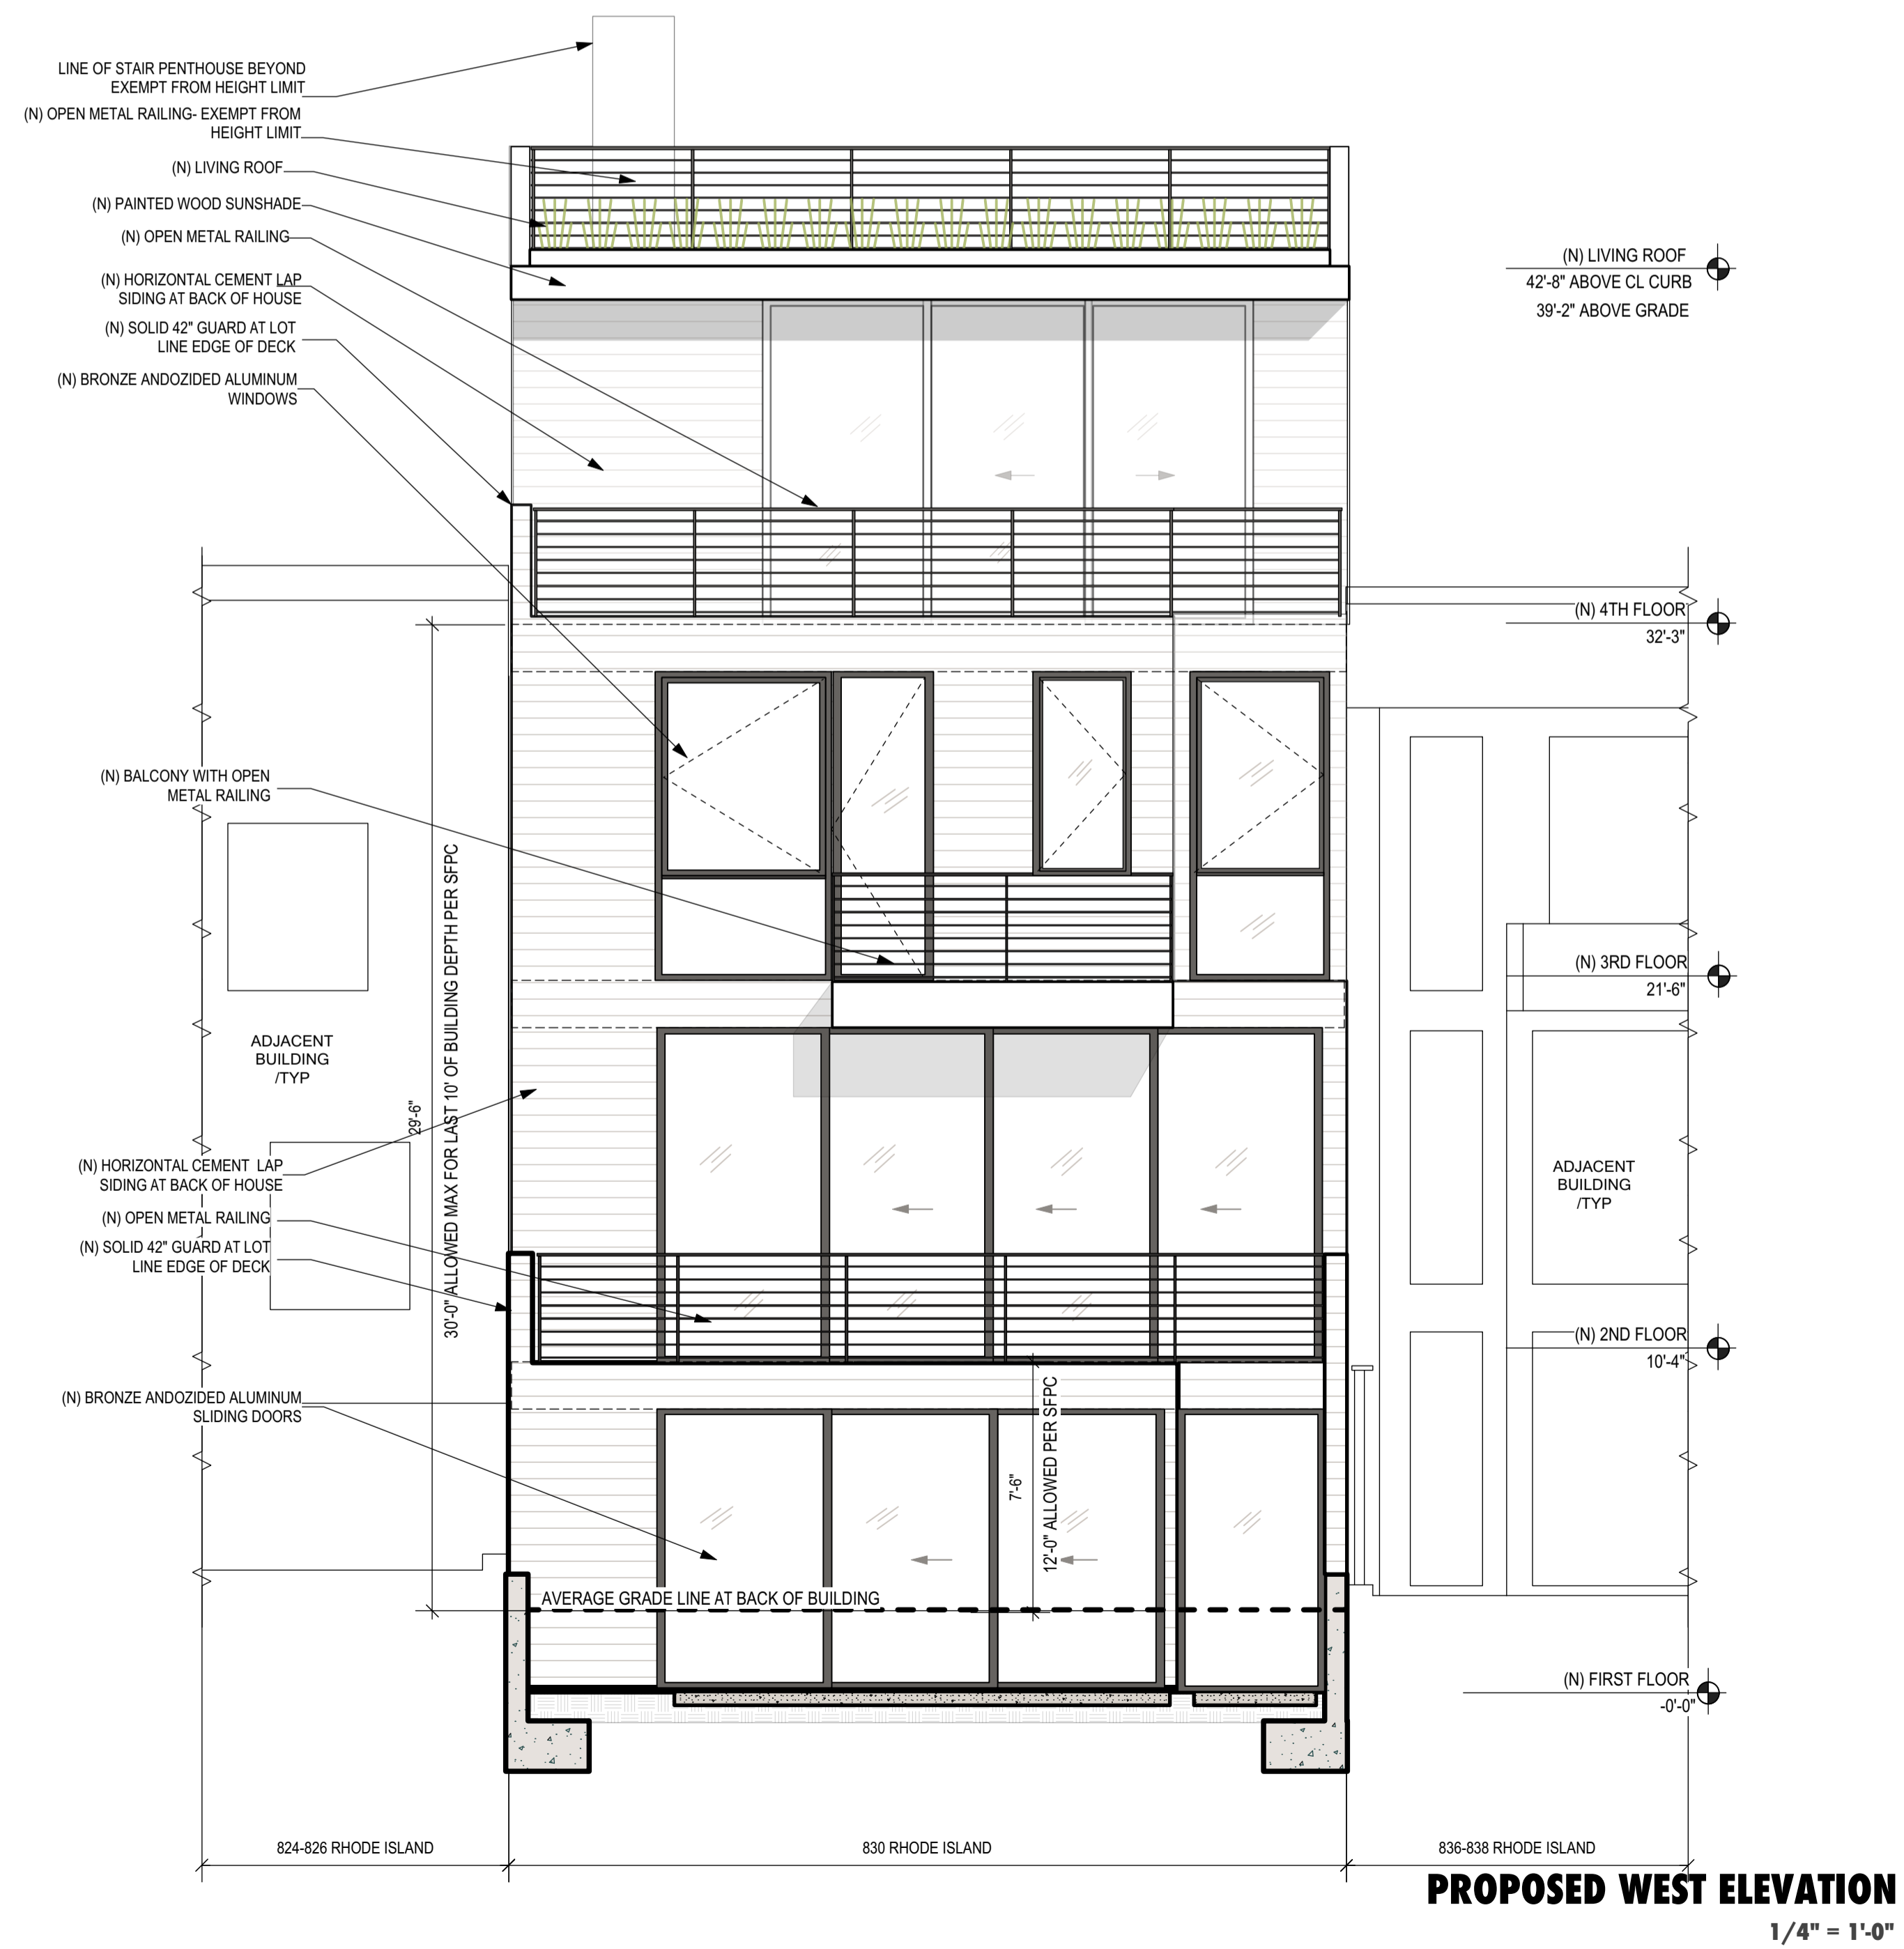 LINE OF STAIR PENTHOUSE BEYOND
EXEMPT FROM HEIGHT LIMIT
(N) OPEN METAL RAILING- EXEMPT FROM
HEIGHT LIMIT
(N) LIVING ROOF
(N) PAINTED WOOD SUNSHADE
(N) OPEN METAL RAILING
(N) HORIZONTAL CEMENT LAP
SIDING AT BACK OF HOUSE
(N) SOLID 42" GUARD AT LOT
LINE EDGE OF DECK
(N) BRONZE ANDOZIDED ALUMINUM
WINDOWS
(N) BALCONY WITH OPEN
METAL RAILING
ADJACENT
BUILDING
/TYP
(N) HORIZONTAL CEMENT LAP
SIDING AT BACK OF HOUSE
(N) OPEN METAL RAILING
(N) SOLID 42" GUARD AT LOT
LINE EDGE OF DECK
(N) BRONZE ANDOZIDED ALUMINUM
SLIDING DOORS
29'-6"
30'-0" ALLOWED MAX FOR LAST 10' OF BUILDING DEPTH PER SFPC
7'-6"
12'-0" ALLOWED PER SFPC
AVERAGE GRADE LINE AT BACK OF BUILDING
(N) LIVING ROOF
42'-8" ABOVE CL CURB
39'-2" ABOVE GRADE
(N) 4TH FLOOR
32'-3"
(N) 3RD FLOOR
21'-6"
ADJACENT
BUILDING
/TYP
(N) 2ND FLOOR
10'-4"
(N) FIRST FLOOR
-0'-0"
824-826 RHODE ISLAND
830 RHODE ISLAND
836-838 RHODE ISLAND
PROPOSED WEST ELEVATION
1/4" = 1'-0"